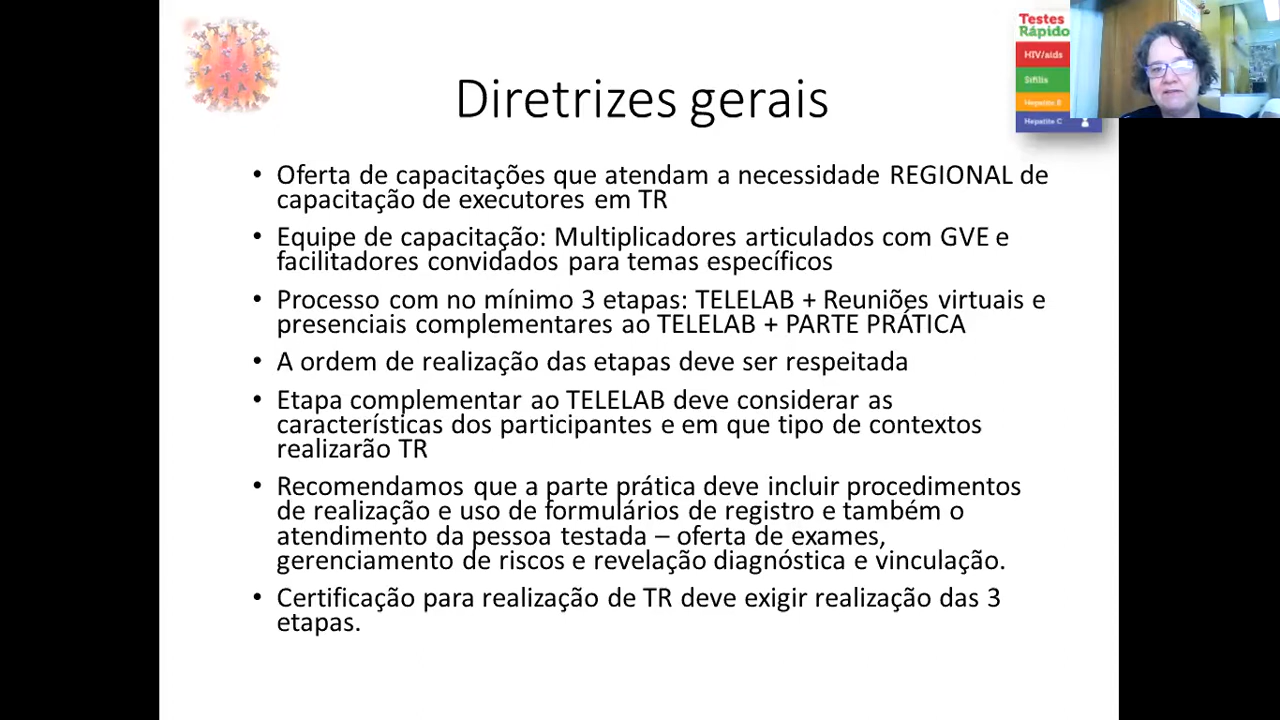 Testes
Rápido
HIV/aids
Sífilis
Hepatite B
Hepatite C
Diretrizes gerais
• Oferta de capacitações que atendam a necessidade REGIONAL de
capacitação de executores em TR
• Equipe de capacitação: Multiplicadores articulados com GVE e
facilitadores convidados para temas específicos
• Processo com no mínimo 3 etapas: TELELAB + Reuniões virtuais e
presenciais complementares ao TELELAB + PARTE PRÁTICA
• A ordem de realização das etapas deve ser respeitada
• Etapa complementar ao TELELAB deve considerar as
características dos participantes e em que tipo de contextos
realizarão TR
• Recomendamos que a parte prática deve incluir procedimentos
de realização e uso de formulários de registro e também o
atendimento da pessoa testada – oferta de exames,
gerenciamento de riscos e revelação diagnóstica e vinculação.
• Certificação para realização de TR deve exigir realização das 3
etapas.